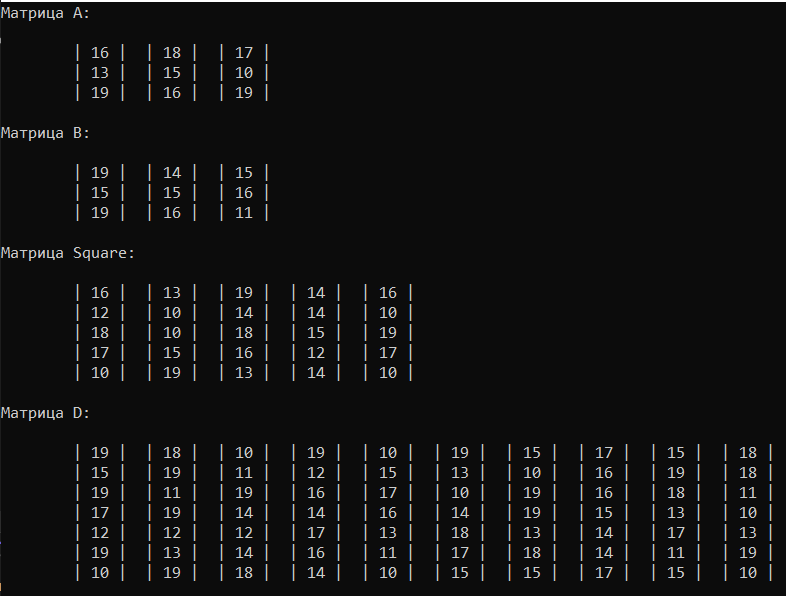 Матрица A:
| 16 | | 18 | | 17 |
| 13 | | 15 | | 10 |
| 19 | | 16 | | 19 |
Матрица B:
| 19 | | 14 | | 15 |
| 15 | | 15 | | 16 |
| 19 | | 16 | | 11 |
Матрица Square:
| 16 | | 13 | | 19 | | 14 | | 16 |
| 12 | | 10 | | 14 | | 14 | | 10 |
| 18 | | 10 | | 18 | | 15 | | 19 |
| 17 | | 15 | | 16 | | 12 | | 17 |
| 10 | | 19 | | 13 | | 14 | | 10 |
Матрица D:
| 19 | | 18 | | 10 | | 19 | | 10 | | 19 | | 15 | | 17 | | 15 | | 18 |
| 15 | | 19 | | 11 | | 12 | | 15 | | 13 | | 10 | | 16 | | 19 | | 18 |
| 19 | | 11 | | 19 | | 16 | | 17 | | 10 | | 19 | | 16 | | 18 | | 11 |
| 17 | | 19 | | 14 | | 14 | | 16 | | 14 | | 19 | | 15 | | 13 | | 10 |
| 12 | | 12 | | 12 | | 17 | | 13 | | 18 | | 13 | | 14 | | 17 | | 13 |
| 19 | | 13 | | 14 | | 16 | | 11 | | 17 | | 18 | | 14 | | 11 | | 19 |
| 10 | | 19 | | 18 | | 14 | | 10 | | 15 | | 15 | | 17 | | 15 | | 10 |